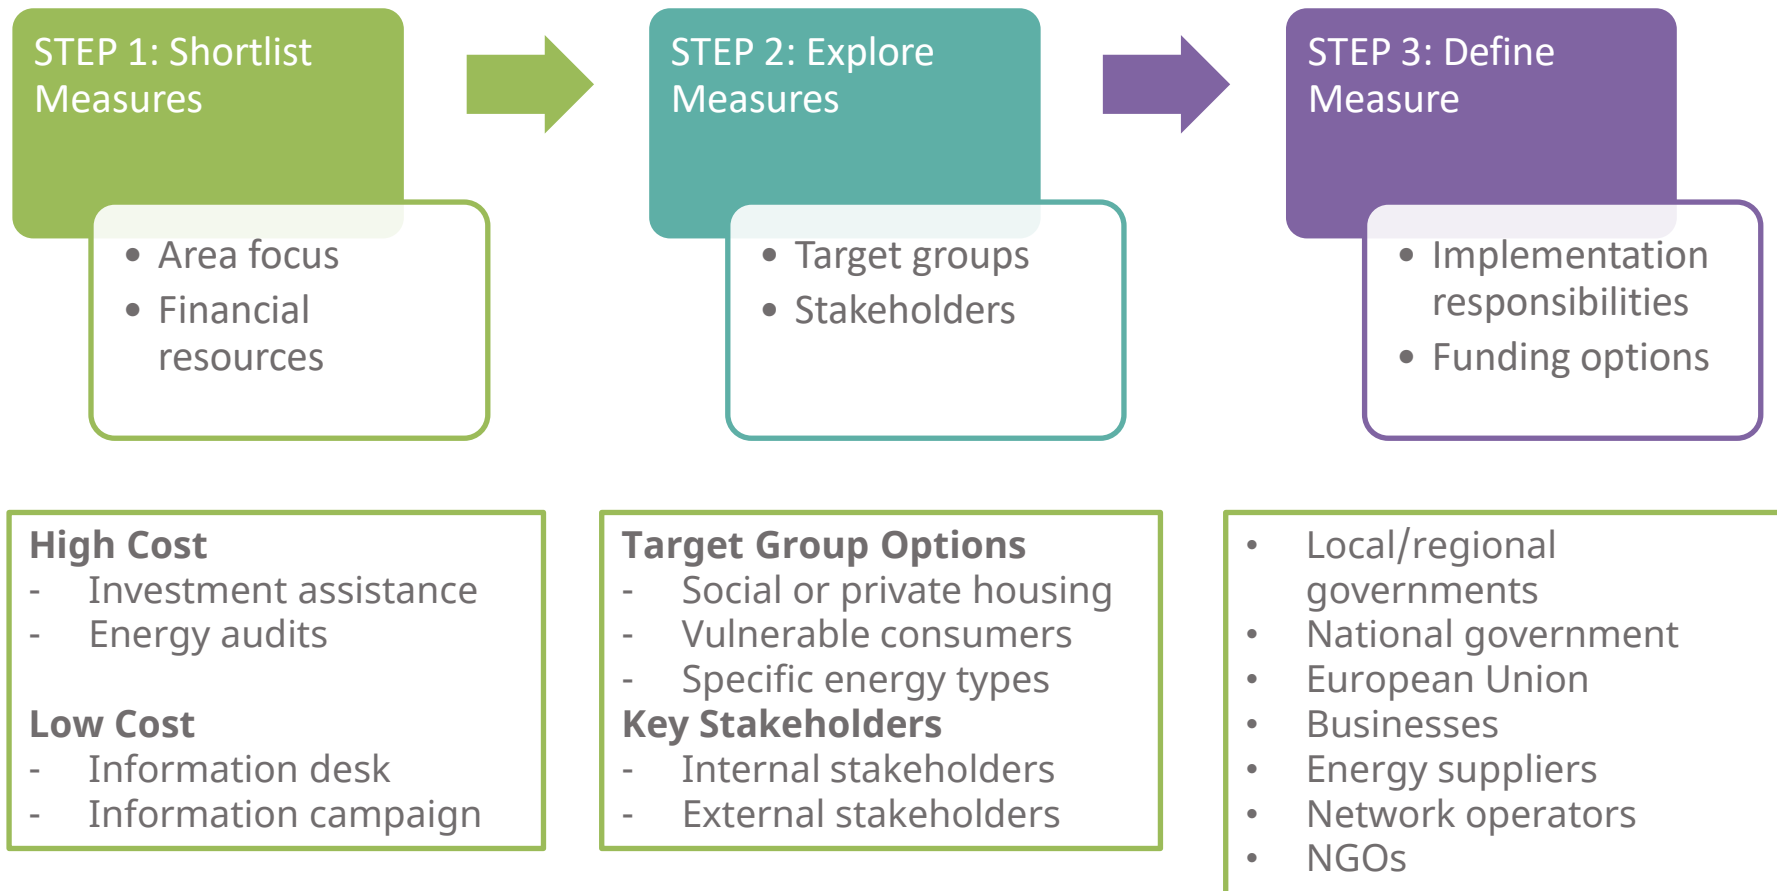 STEP 1: Shortlist
Measures
• Area focus
• Financial
resources
STEP 2: Explore
Measures
• Target groups
• Stakeholders
STEP 3: Define
Measure
• Implementation
responsibilities
• Funding options
High Cost
- Investment assistance
- Energy audits
Low Cost
- Information desk
- Information campaign
Target Group Options
- Social or private housing
- Vulnerable consumers
- Specific energy types
Key Stakeholders
- Internal stakeholders
- External stakeholders
• Local/regional
governments
• National government
• European Union
• Businesses
• Energy suppliers
• Network operators
• NGOs